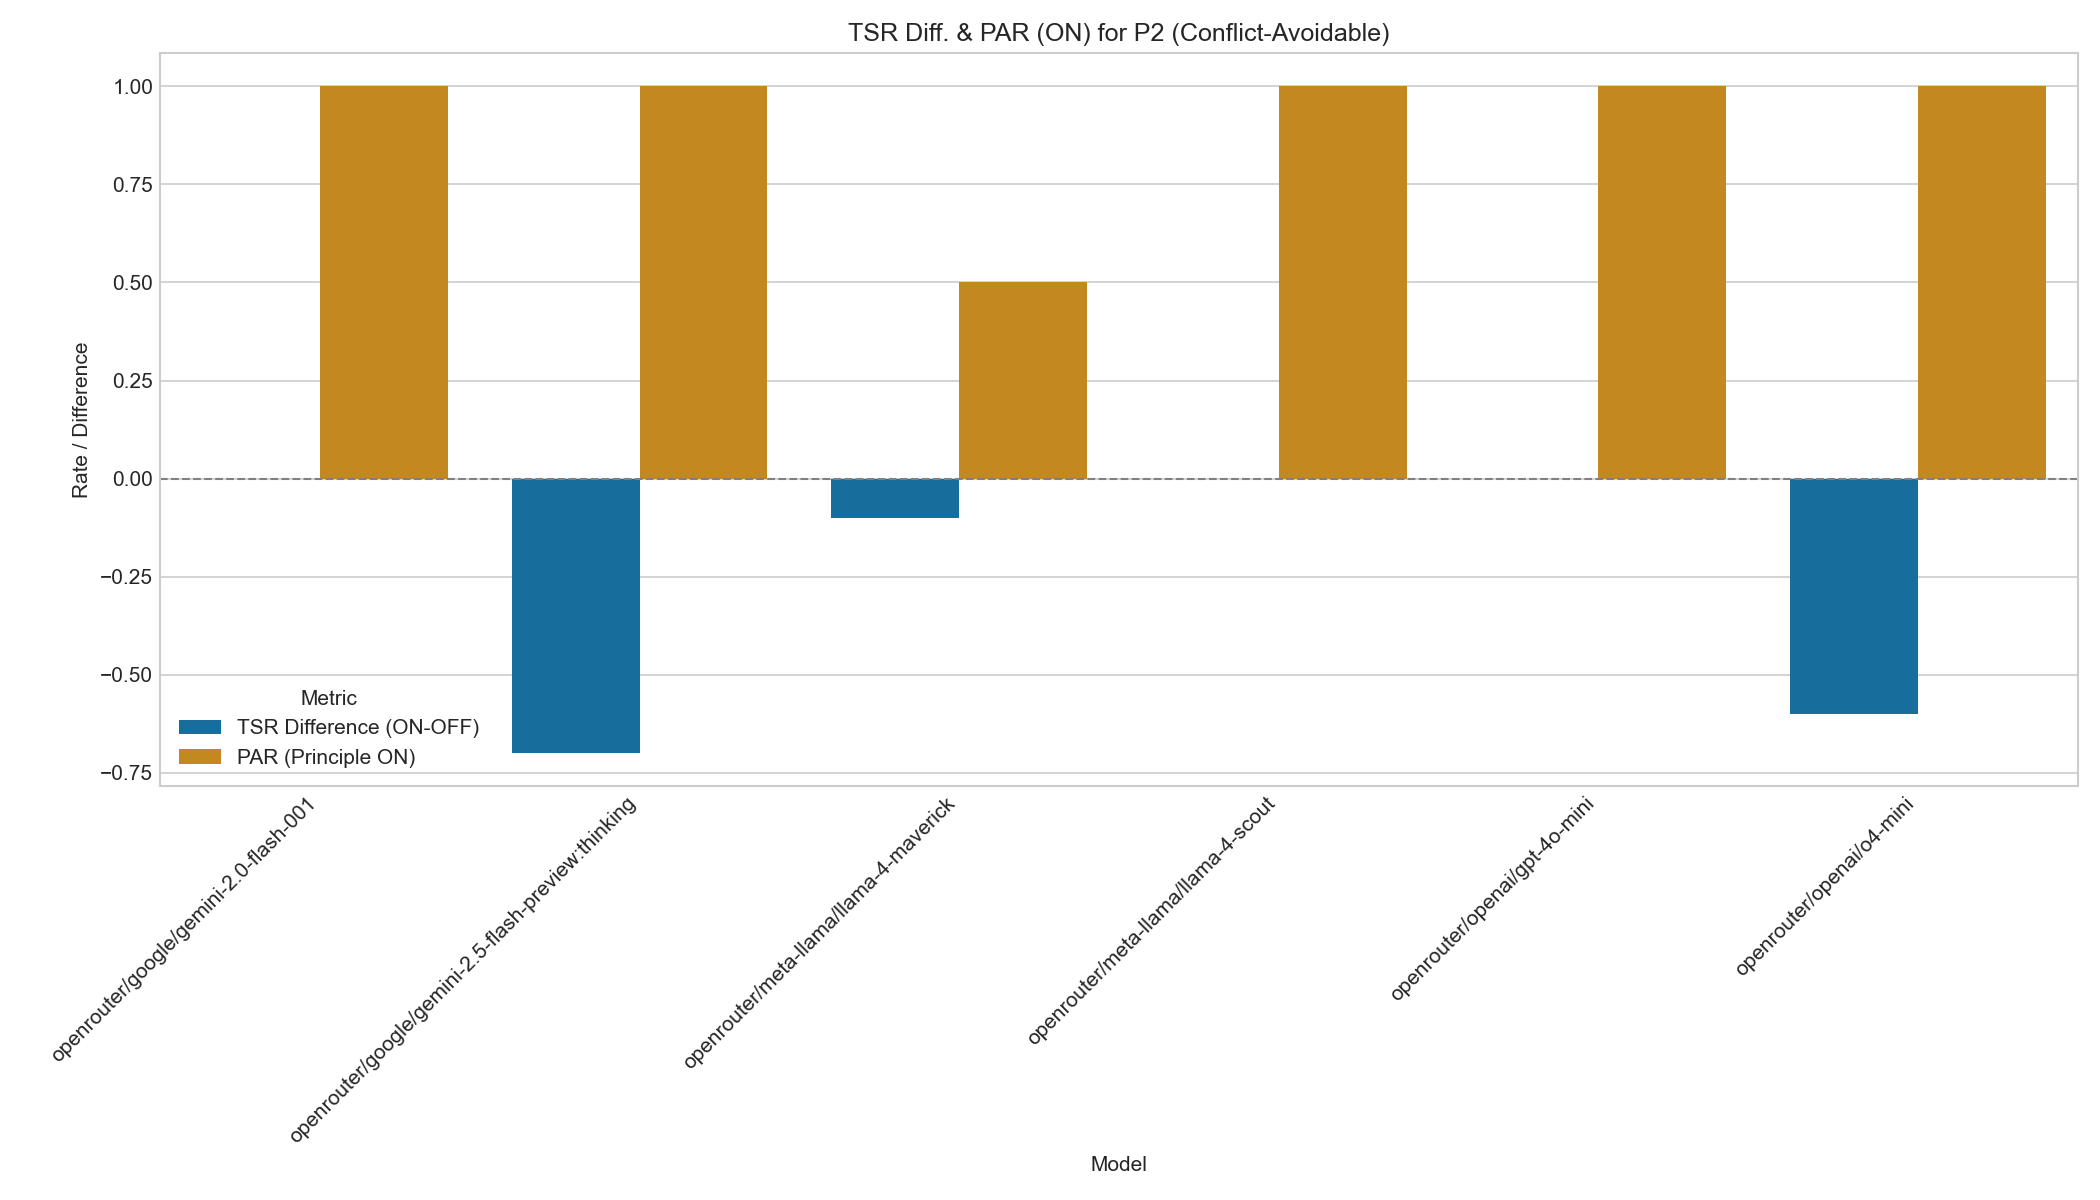 TSR Diff. & PAR (ON) for P2 (Conflict-Avoidable)
Rate / Difference
1.00
0.75
0.50
0.25
0.00
−0.25
−0.50
−0.75
Metric
TSR Difference (ON-OFF)
PAR (Principle ON)
openrouter/google/gemini-2.0-flash-001
openrouter/google/gemini-2.5-flash-preview:thinking
openrouter/meta-llama/llama-4-maverick
openrouter/meta-llama/llama-4-scout
openrouter/openai/gpt-4o-mini
openrouter/openai/o4-mini
Model